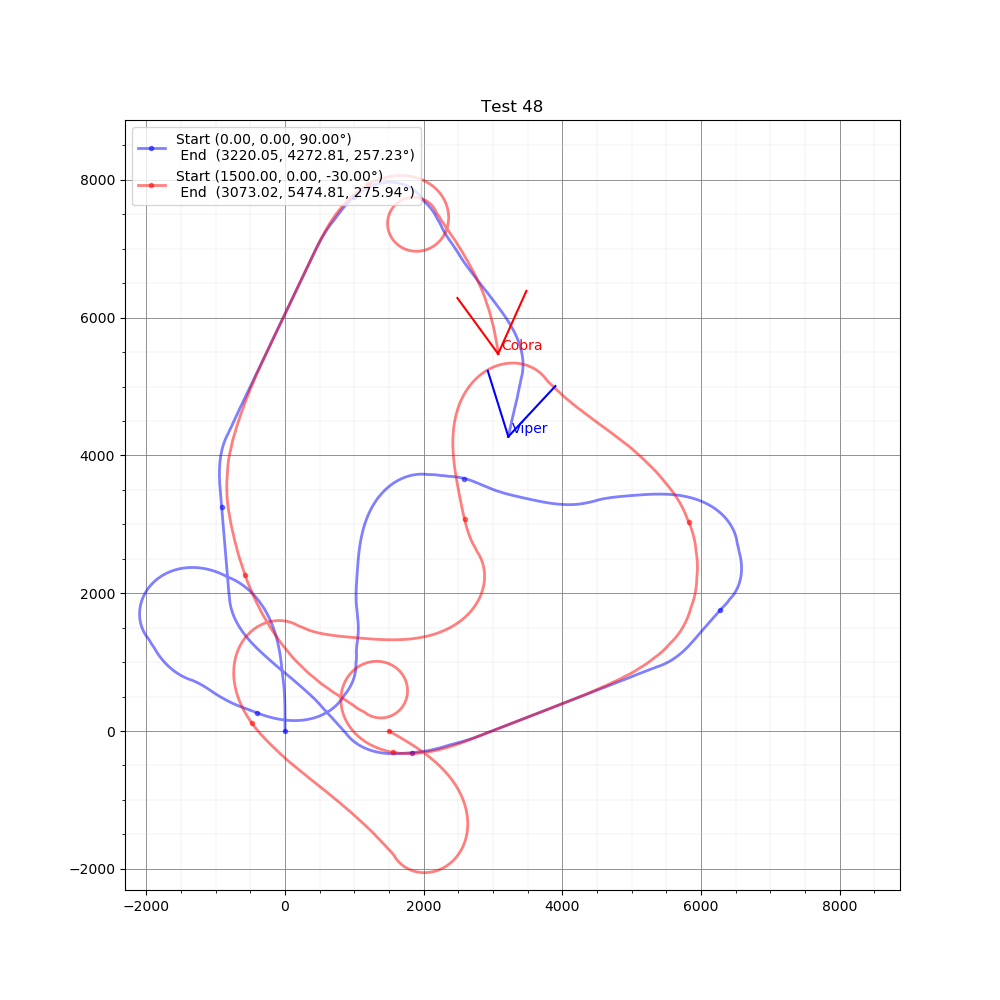 Test 48
Start (0.00, 0.00, 90.00°)
End (3220.05, 4272.81, 257.23°)
Start (1500.00, 0.00, -30.00°)
End (3073.02, 5474.81, 275.94°)
8000
6000
4000
2000
0
−2000
Cobra
Viper
−2000 0 2000 4000 6000 8000